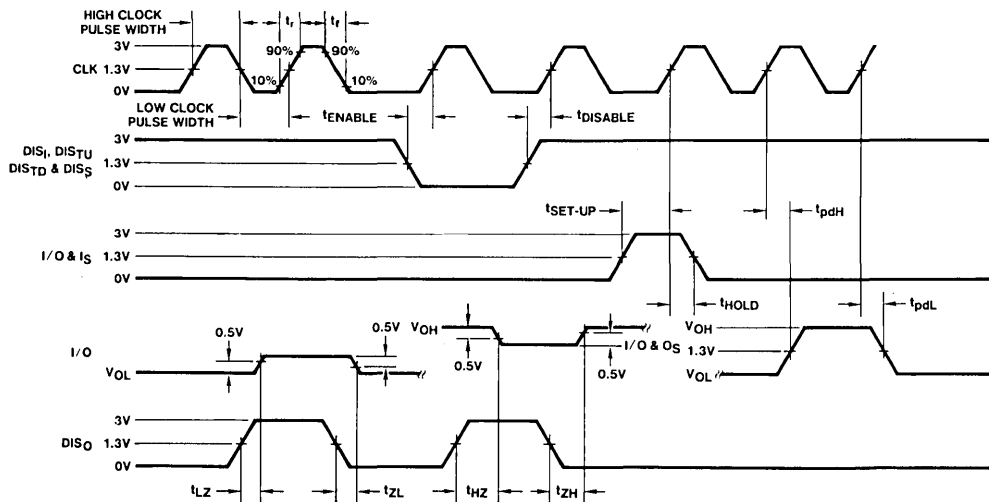 HIGH CLOCK
PULSE WIDTH
tr
tf
3V
90%
90%
CLK 1.3V
10%
10%
0V
LOW CLOCK
PULSE WIDTH
tENABLE
tDISABLE
3V
DISI, DISTU
DISTD & DISS
1.3V
0V
tSET-UP
tpdH
3V
I/O & IS 1.3V
0V
tHOLD
tpdL
0.5V
0.5V
VOH
VOH
I/O
I/O & OS
1.3V
VOL
0.5V
0.5V
VOL
3V
DISO 1.3V
0V
tLZ
tZL
tHZ
tZH